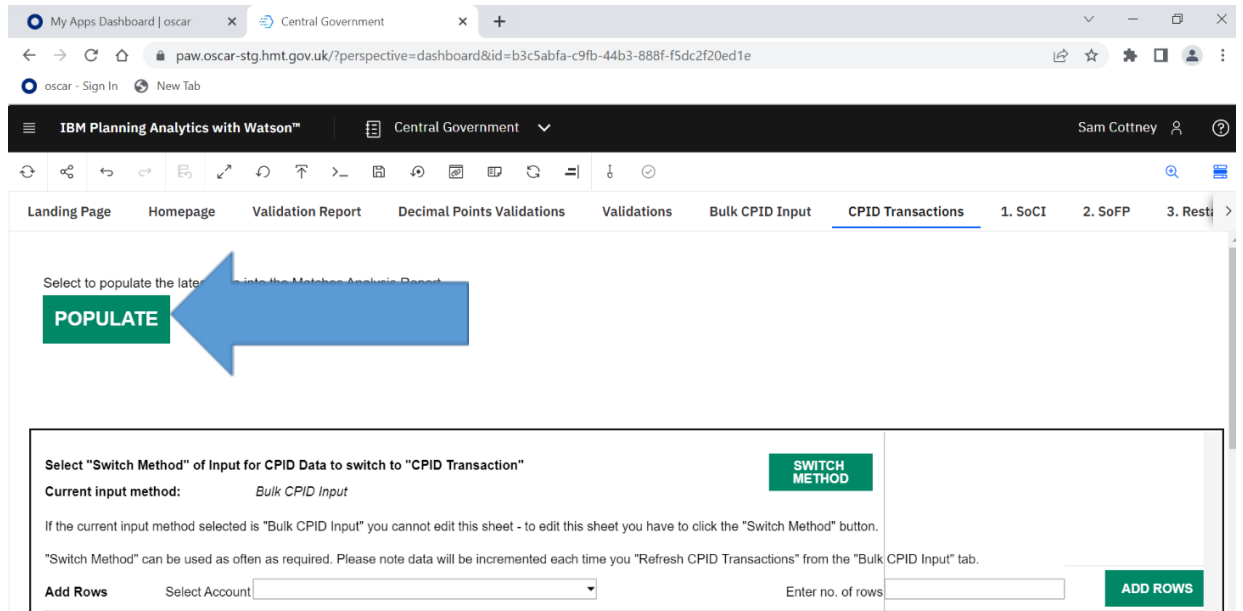 My Apps Dashboard | oscar
Central Government
paw.oscar-stg.hmt.gov.uk/?perspective=dashboard&id=b3c5abfa-c9fb-44b3-888f-f5dc2f20ed1e
oscar - Sign In New Tab
IBM Planning Analytics with Watson™ Central Government Sam Cottney
Landing Page Homepage Validation Report Decimal Points Validations Validations Bulk CPID Input CPID Transactions 1. SoCI 2. SoFP 3. Resta
Select to populate the late into the Matches Analysis Report
POPULATE
Select "Switch Method" of Input for CPID Data to switch to "CPID Transaction"
SWITCH
METHOD
Current input method: Bulk CPID Input
If the current input method selected is "Bulk CPID Input" you cannot edit this sheet - to edit this sheet you have to click the "Switch Method" button.
"Switch Method" can be used as often as required. Please note data will be incremented each time you "Refresh CPID Transactions" from the "Bulk CPID Input" tab.
Add Rows Select Account Enter no. of rows ADD ROWS